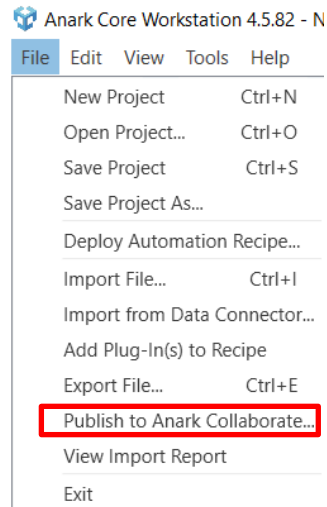 Anark Core Workstation 4.5.82 - N
File Edit View Tools Help
New Project Ctrl+N
Open Project... Ctrl+O
Save Project Ctrl+S
Save Project As...
Deploy Automation Recipe...
Import File... Ctrl+I
Import from Data Connector...
Add Plug-In(s) to Recipe
Export File... Ctrl+E
Publish to Anark Collaborate...
View Import Report
Exit